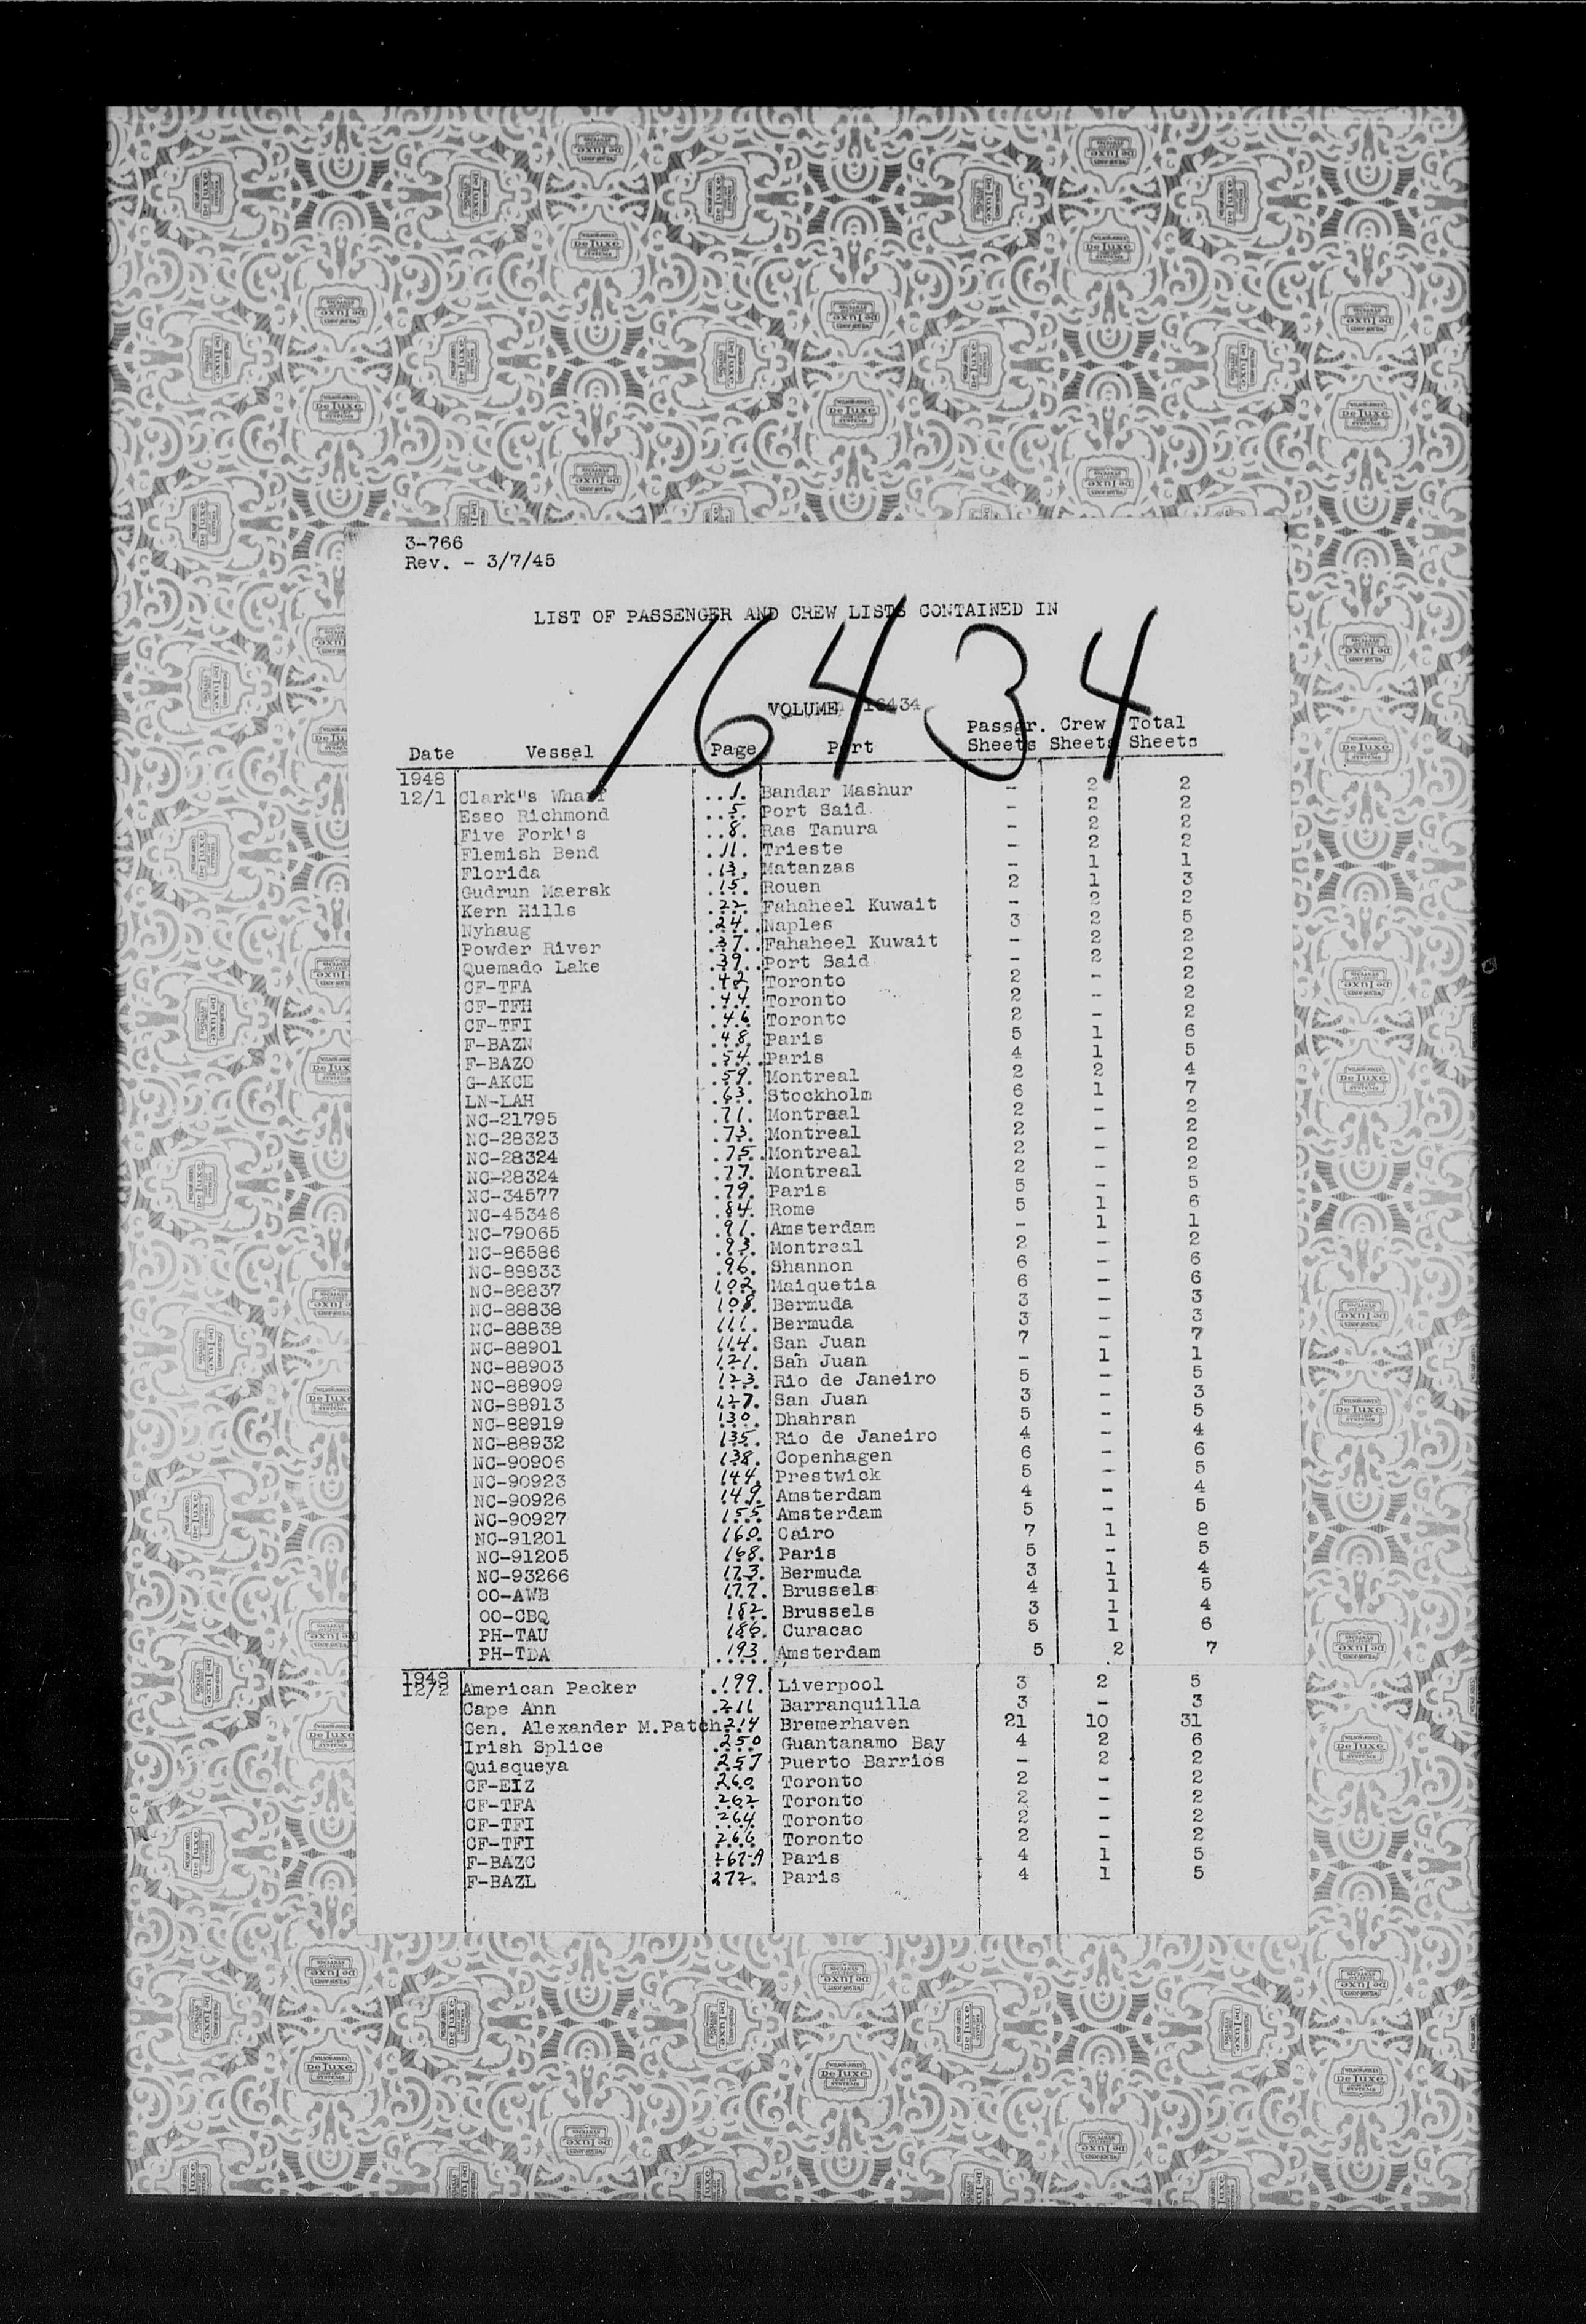 3-766
Rev. - 3/7/45
LIST OF PASSENGER AND CREW LISTS CONTAINED IN
16434
VOLUME 16434
Passgr. Crew Total
Date Vessel Page Port Sheets Sheets Sheets
1948
12/1 Clark's Wharf 1. Bandar Mashur - 2 2
Esso Richmond 5. Port Said - 2 2
Five Fork's 8. Ras Tanura - 2 2
Flemish Bend 11. Trieste - 2 2
Florida 13. Matanzas - 1 1
Gudrun Maersk 15. Rouen 2 1 3
Kern Hills 22 Fahaheel Kuwait - 2 2
Nyhaug 24. Naples 3 2 5
Powder River 37. Fahaheel Kuwait - 2 2
Quemado Lake 39. Port Said - 2 2
CF-TFA 42 Toronto 2 - 2
CF-TFH 44 Toronto 2 - 2
CF-TFI 46 Toronto 2 - 2
F-BAZN 48. Paris 5 1 6
F-BAZO 54. Paris 4 1 5
G-AKCE 59. Montreal 2 2 4
LN-LAH 63. Stockholm 6 1 7
NC-21795 71. Montreal 2 - 2
NC-28323 73. Montreal 2 - 2
NC-28324 75. Montreal 2 - 2
NC-28324 77. Montreal 2 - 2
NC-34577 79. Paris 5 - 5
NC-45346 84. Rome 5 1 6
NC-79065 91. Amsterdam - 1 1
NC-86586 93. Montreal 2 - 2
NC-88833 96. Shannon 6 - 6
NC-88837 102 Maiquetia 6 - 6
NC-88838 108. Bermuda 3 - 3
NC-88838 111. Bermuda 3 - 3
NC-88901 114. San Juan 7 - 7
NC-88903 121. San Juan - 1 1
NC-88909 123 Rio de Janeiro 5 - 5
NC-88913 127. San Juan 3 - 3
NC-88919 130 Dhahran 5 - 5
NC-88932 135. Rio de Janeiro 4 - 4
NC-90906 138. Copenhagen 6 - 6
NC-90923 144. Prestwick 5 - 5
NC-90926 149. Amsterdam 4 - 4
NC-90927 155 Amsterdam 5 - 5
NC-91201 160. Cairo 7 1 8
NC-91205 168. Paris 5 - 5
NC-93266 173. Bermuda 3 1 4
OO-AWB 177. Brussels 4 1 5
OO-CBQ 182. Brussels 3 1 4
PH-TAU 186. Curacao 5 1 6
PH-TDA 193 Amsterdam 5 2 7
1948
12/2 American Packer 199. Liverpool 3 2 5
Cape Ann 211 Barranquilla 3 - 3
Gen. Alexander M.Patch 214 Bremerhaven 21 10 31
Irish Splice 250 Guantanamo Bay 4 2 6
Quisqueya 257 Puerto Barrios - 2 2
CF-EIZ 260 Toronto 2 - 2
CF-TFA 262 Toronto 2 - 2
CF-TFI 264 Toronto 2 - 2
CF-TFI 266 Toronto 2 - 2
F-BAZC 267-A Paris 4 1 5
F-BAZL 272. Paris 4 1 5